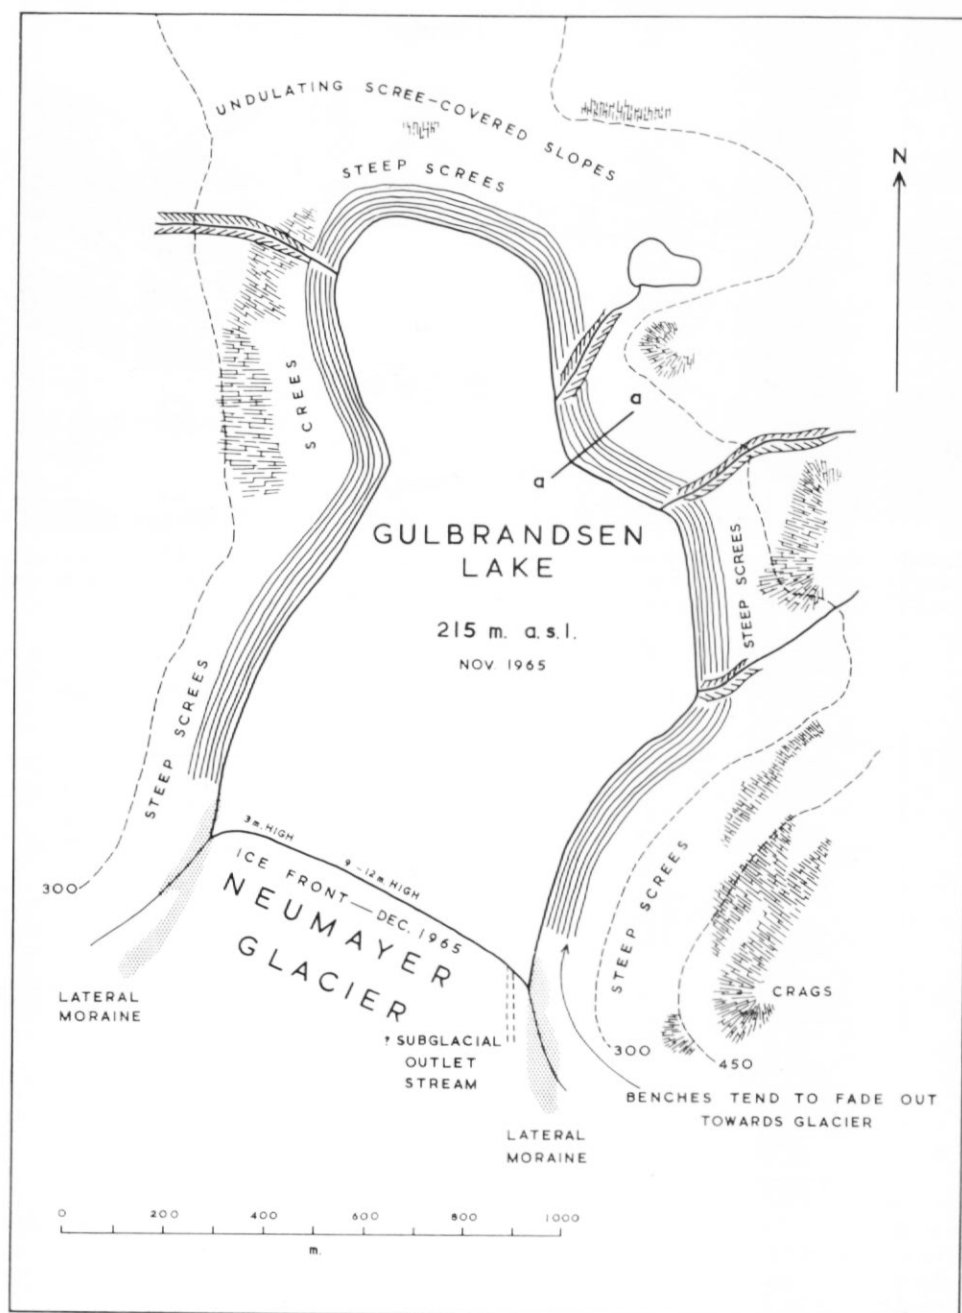 UNDULATING SCREE-COVERED SLOPES
STEEP SCREES
N
SCREES
a
a
GULBRANDSEN
LAKE
215 m. a.s.l.
NOV. 1965
STEEP SCREES
STEEP SCREES
3 m. HIGH
9 - 12 m. HIGH
ICE FRONT — DEC. 1965
NEUMAYER
GLACIER
300
STEEP SCREES
LATERAL
MORAINE
CRAGS
? SUBGLACIAL
OUTLET
STREAM
300
450
BENCHES TEND TO FADE OUT
TOWARDS GLACIER
LATERAL
MORAINE
0 200 400 600 800 1000
m.